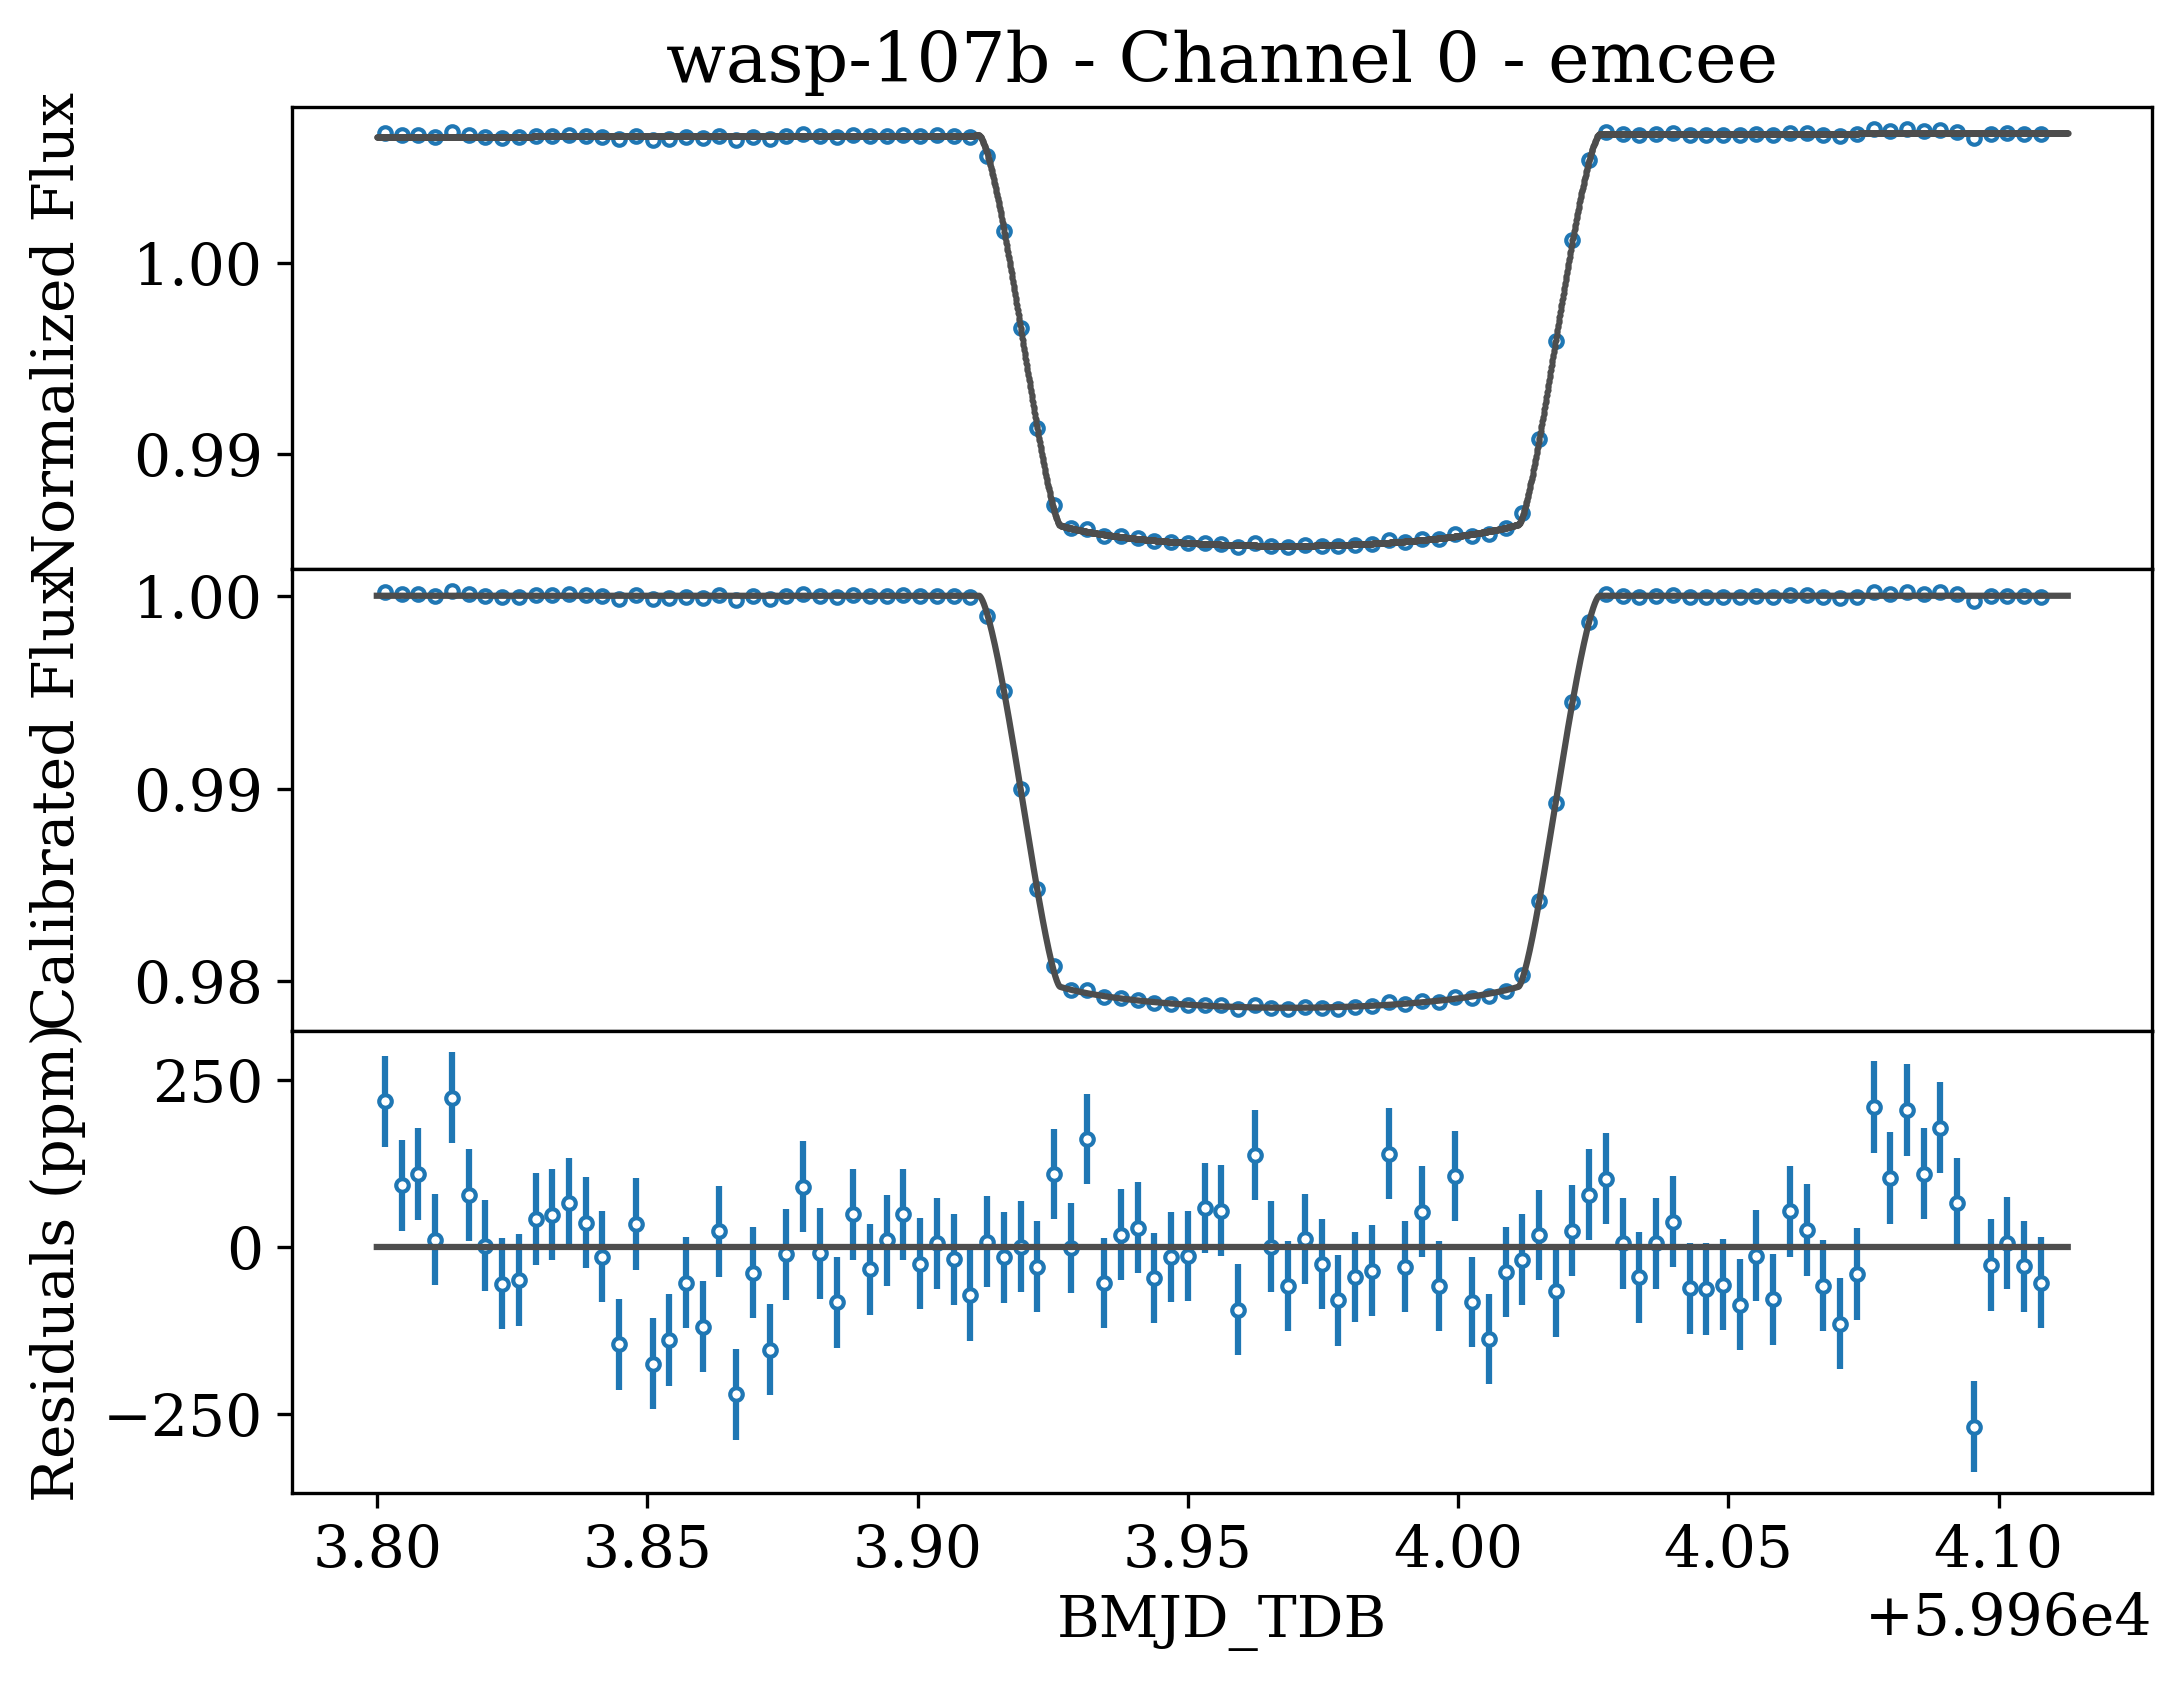 wasp-107b - Channel 0 - emcee
Normalized Flux
1.00
0.99
Calibrated Flux
1.00
0.99
0.98
Residuals (ppm)
250
0
−250
3.80 3.85 3.90 3.95 4.00 4.05 4.10
BMJD_TDB
+5.996e4